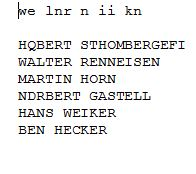 we lnr n ii kn
HQBERT STHOMBERGEFI
WALTER RENNEISEN
MARTIN HORN
NDRBERT GASTELL
HANS WEIKER
BEN HECKER